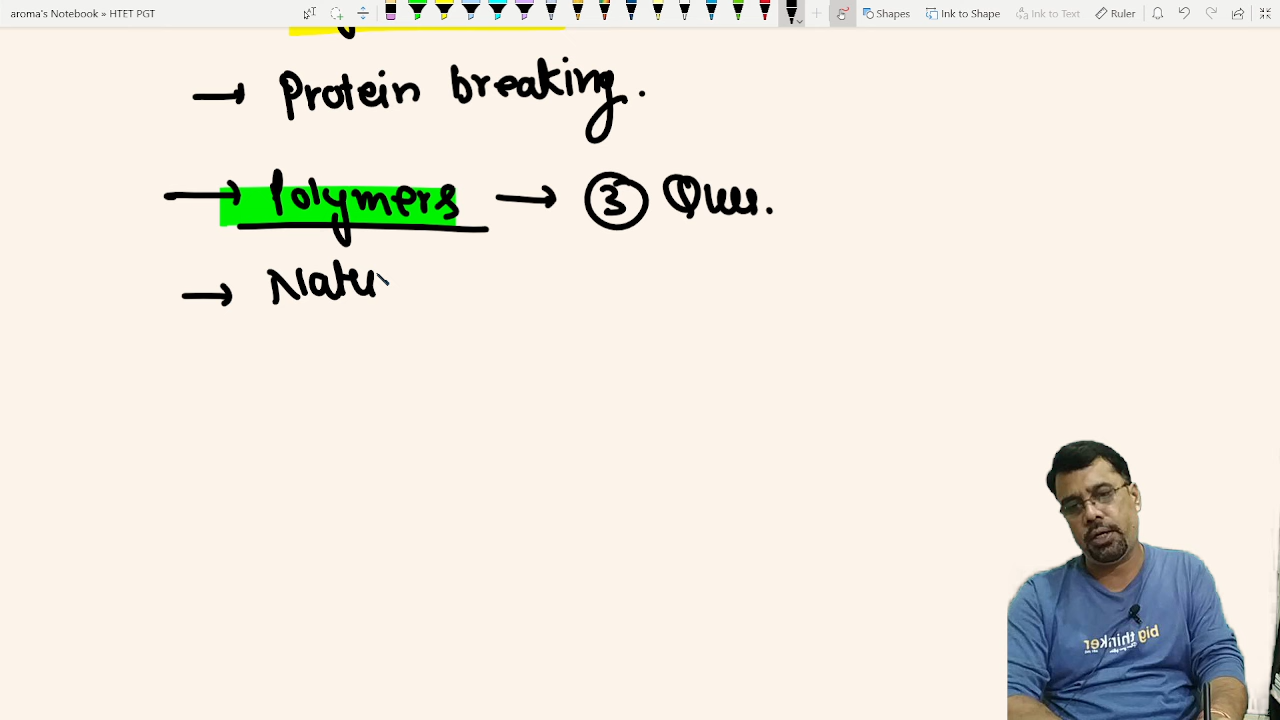 aroma's Notebook » HTET PGT
Shapes Ink to Shape Ink to Text Ruler
→ Protein breaking.
→ Polymers → 3 Ques.
→ Natu
big thinker